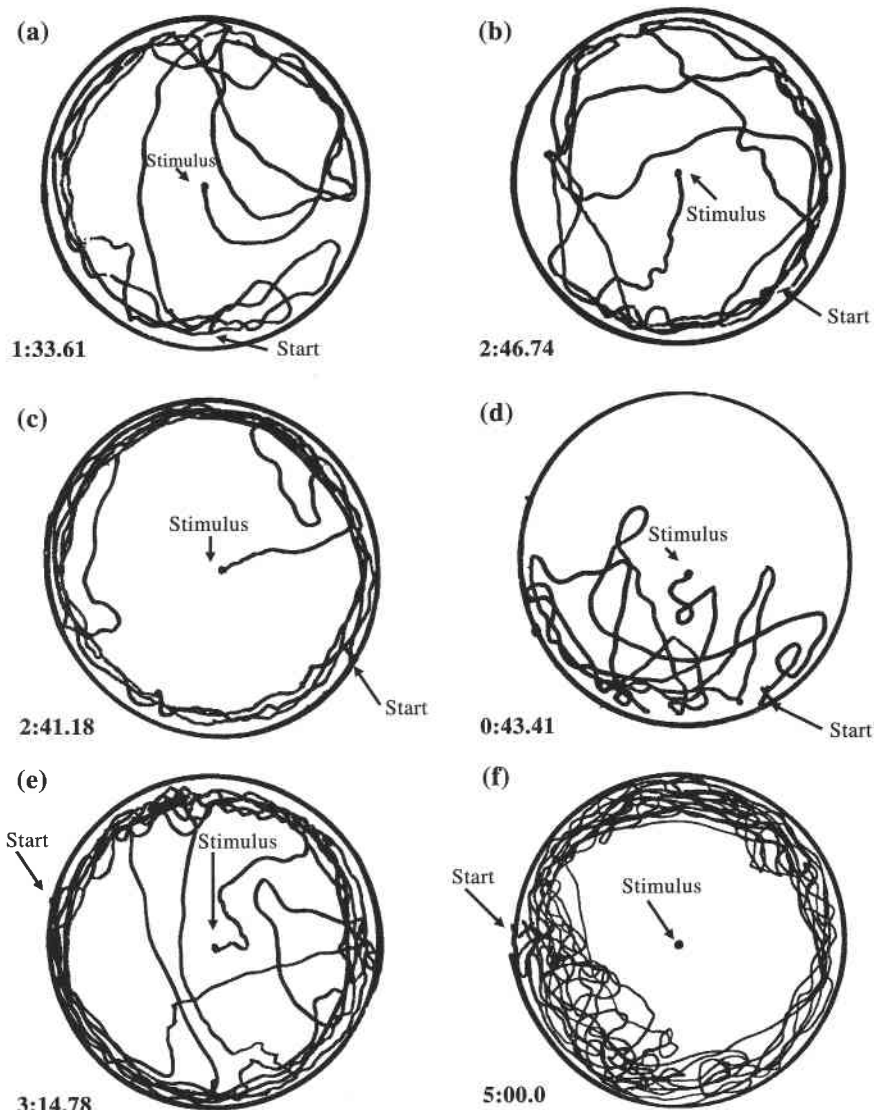 (a)
Stimulus
Start
1:33.61
(b)
Stimulus
Start
2:46.74
(c)
Stimulus
Start
2:41.18
(d)
Stimulus
Start
0:43.41
(e)
Start
Stimulus
3:14.78
(f)
Start
Stimulus
5:00.0